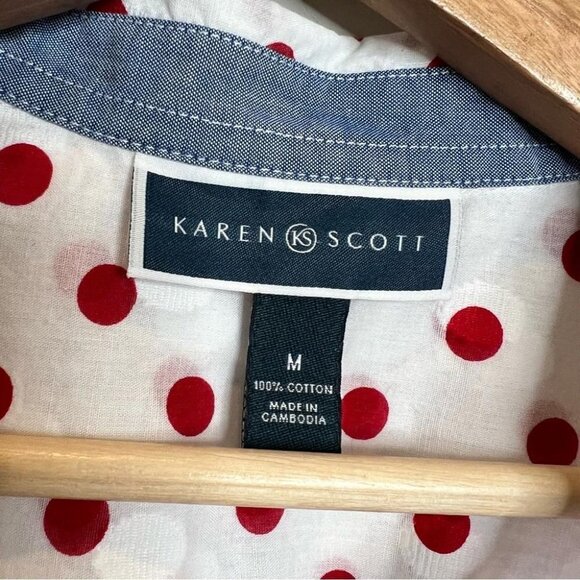 KAREN KS SCOTT
M
100% COTTON
MADE IN
CAMBODIA